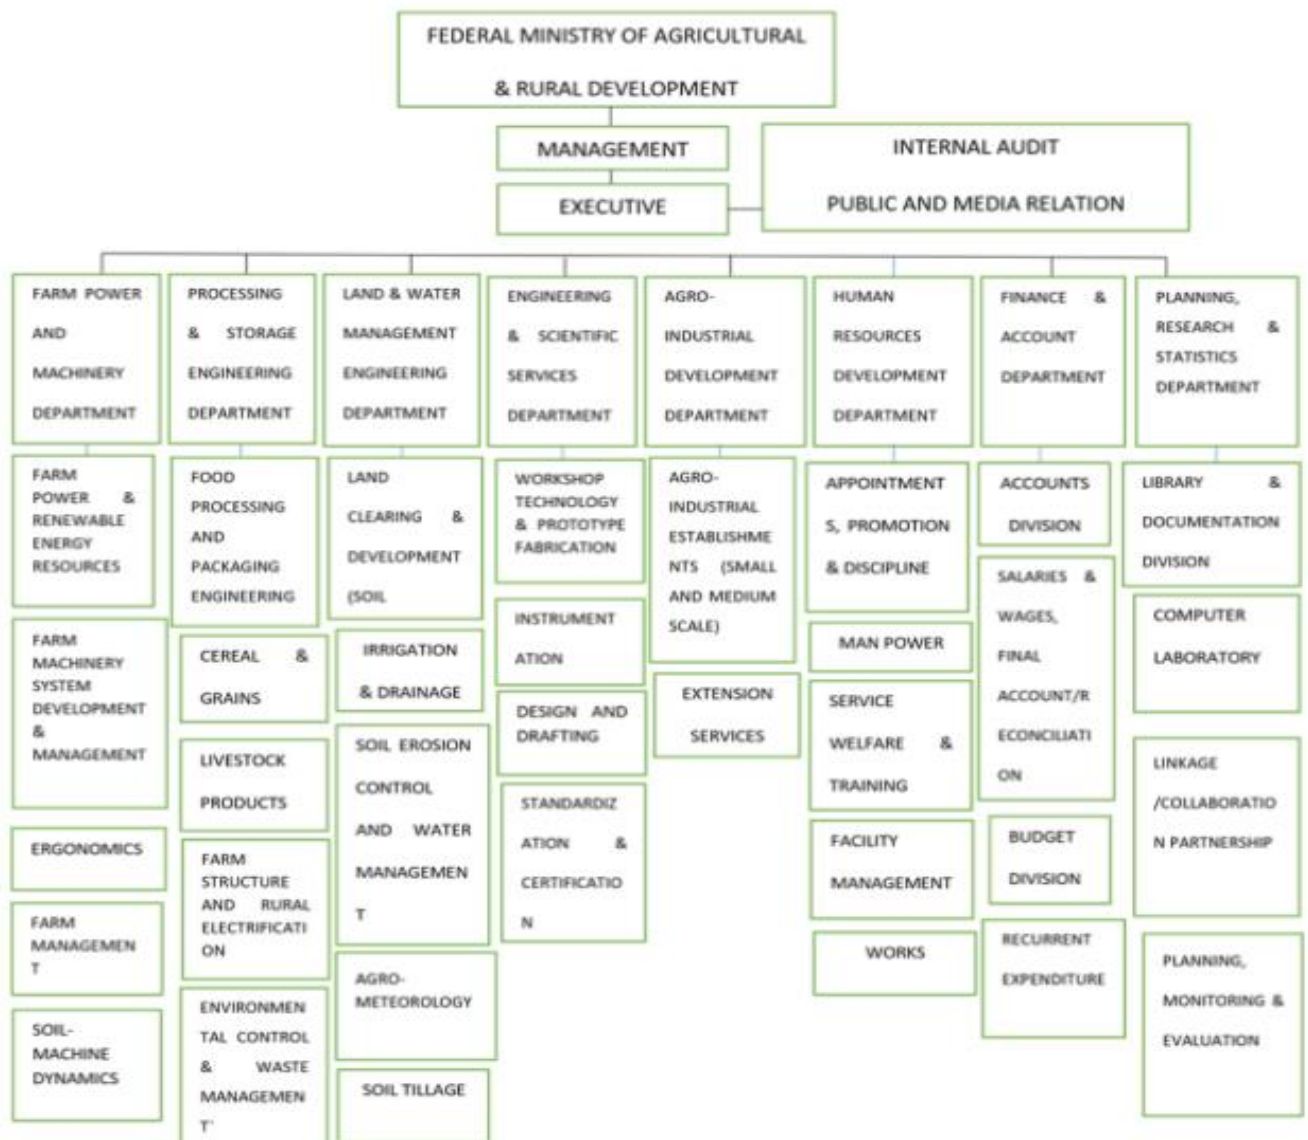 FEDERAL MINISTRY OF AGRICULTURAL
& RURAL DEVELOPMENT
MANAGEMENT
EXECUTIVE
INTERNAL AUDIT
PUBLIC AND MEDIA RELATION
FARM POWER
AND
MACHINERY
DEPARTMENT
PROCESSING
& STORAGE
ENGINEERING
DEPARTMENT
LAND & WATER
MANAGEMENT
ENGINEERING
DEPARTMENT
ENGINEERING
& SCIENTIFIC
SERVICES
DEPARTMENT
AGRO-
INDUSTRIAL
DEVELOPMENT
DEPARTMENT
HUMAN
RESOURCES
DEVELOPMENT
DEPARTMENT
FINANCE &
ACCOUNT
DEPARTMENT
PLANNING,
RESEARCH &
STATISTICS
DEPARTMENT
FARM
POWER &
RENEWABLE
ENERGY
RESOURCES
FARM
MACHINERY
SYSTEM
DEVELOPMENT
&
MANAGEMENT
ERGONOMICS
FARM
MANAGEMEN
T
SOIL-
MACHINE
DYNAMICS
FOOD
PROCESSING
AND
PACKAGING
ENGINEERING
CEREAL &
GRAINS
LIVESTOCK
PRODUCTS
FARM
STRUCTURE
AND RURAL
ELECTRIFICATI
ON
ENVIRONMEN
TAL CONTROL
& WASTE
MANAGEMEN
T`
LAND
CLEARING &
DEVELOPMENT
(SOIL
IRRIGATION
& DRAINAGE
SOIL EROSION
CONTROL
AND WATER
MANAGEMEN
T
AGRO-
METEOROLOGY
SOIL TILLAGE
WORKSHOP
TECHNOLOGY
& PROTOTYPE
FABRICATION
INSTRUMENT
ATION
DESIGN AND
DRAFTING
STANDARDIZ
ATION &
CERTIFICATIO
N
AGRO-
INDUSTRIAL
ESTABLISHME
NTS (SMALL
AND MEDIUM
SCALE)
EXTENSION
SERVICES
APPOINTMENT
S, PROMOTION
& DISCIPLINE
MAN POWER
SERVICE
WELFARE &
TRAINING
FACILITY
MANAGEMENT
WORKS
ACCOUNTS
DIVISION
SALARIES &
WAGES,
FINAL
ACCOUNT/R
ECONCILIATI
ON
BUDGET
DIVISION
RECURRENT
EXPENDITURE
LIBRARY &
DOCUMENTATION
DIVISION
COMPUTER
LABORATORY
LINKAGE
/COLLABORATIO
N PARTNERSHIP
PLANNING,
MONITORING &
EVALUATION